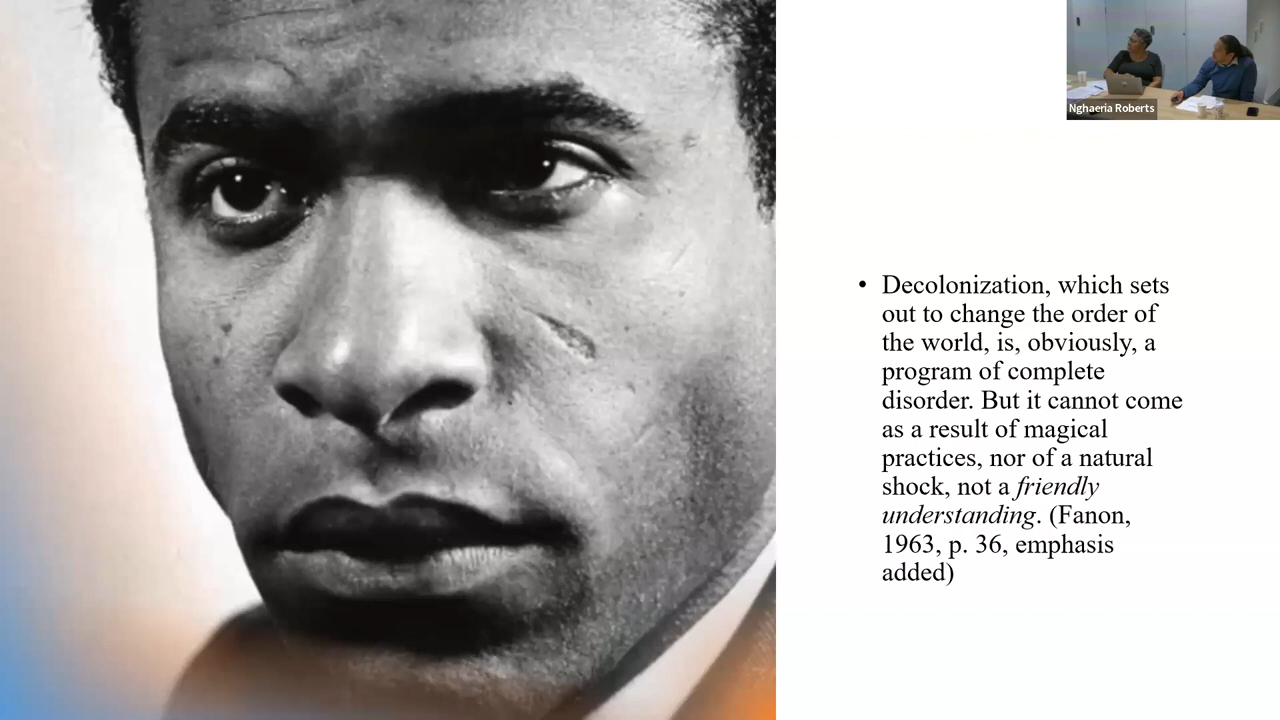 Nghaeria Roberts
• Decolonization, which sets
out to change the order of
the world, is, obviously, a
program of complete
disorder. But it cannot come
as a result of magical
practices, nor of a natural
shock, not a friendly
understanding. (Fanon,
1963, p. 36, emphasis
added)